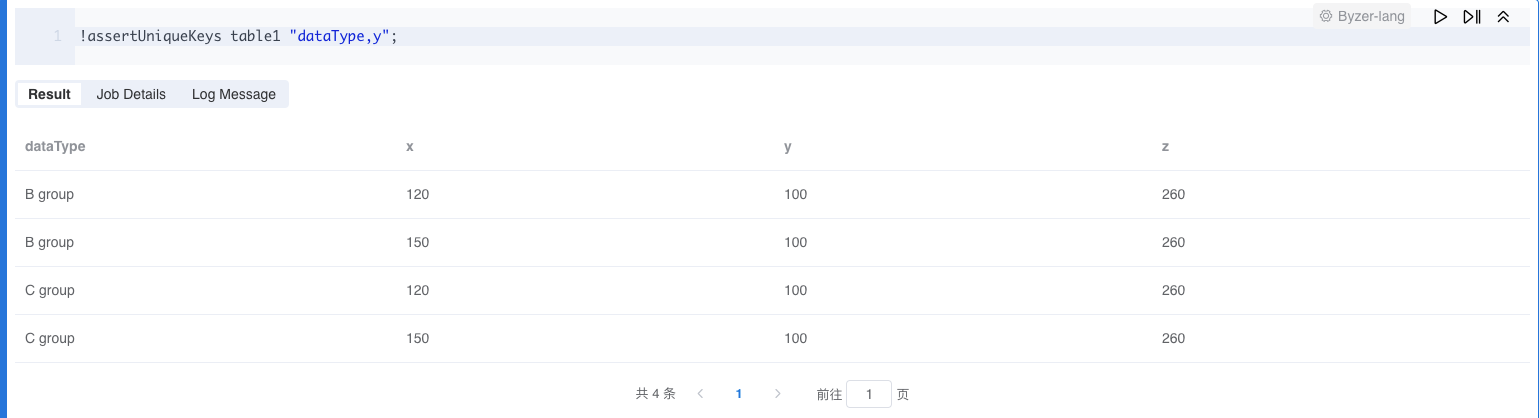 Byzer-lang
1 !assertUniqueKeys table1 "dataType,y";
Result Job Details Log Message
dataType x y z
B group 120 100 260
B group 150 100 260
C group 120 100 260
C group 150 100 260
共 4 条 1 前往 1 页